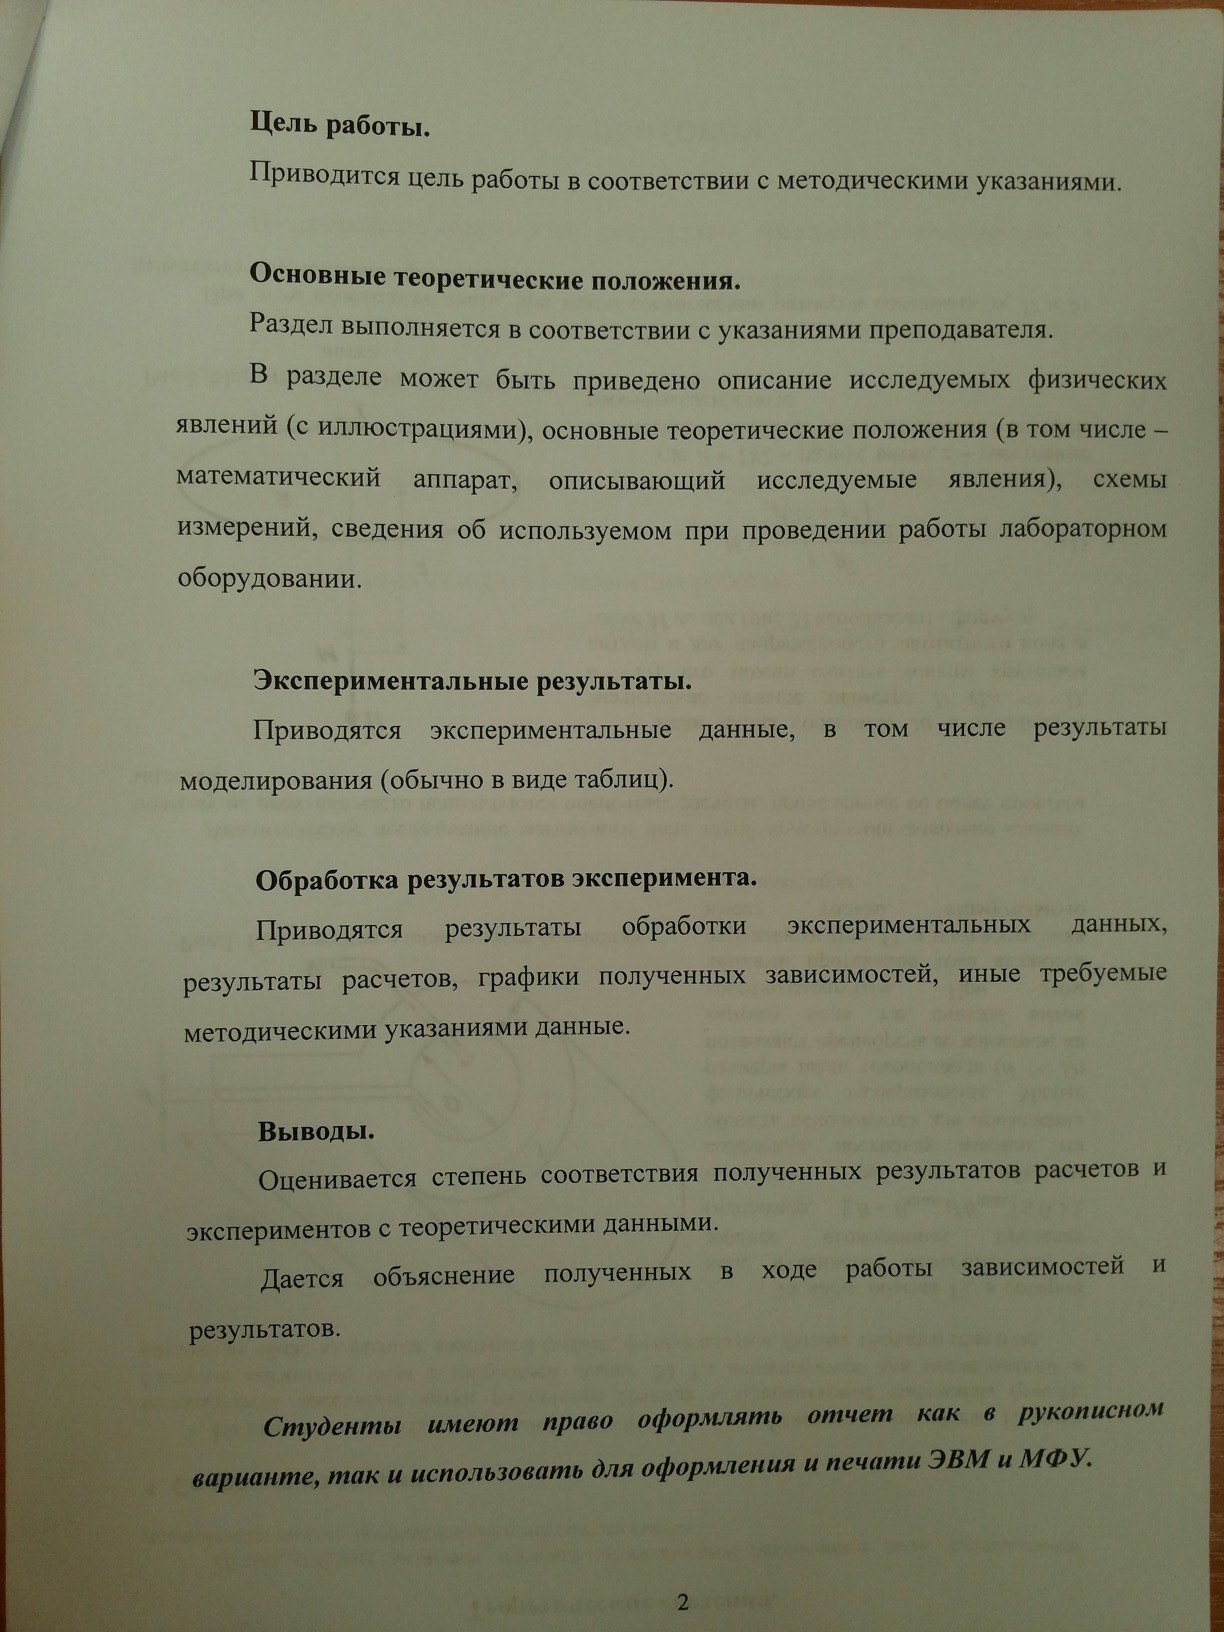 Цель работы.
Приводится цель работы в соответствии с методическими указаниями.
Основные теоретические положения.
Раздел выполняется в соответствии с указаниями преподавателя.
В разделе может быть приведено описание исследуемых физических
явлений (с иллюстрациями), основные теоретические положения (в том числе –
математический аппарат, описывающий исследуемые явления), схемы
измерений, сведения об используемом при проведении работы лабораторном
оборудовании.
Экспериментальные результаты.
Приводятся экспериментальные данные, в том числе результаты
моделирования (обычно в виде таблиц).
Обработка результатов эксперимента.
Приводятся результаты обработки экспериментальных данных,
результаты расчетов, графики полученных зависимостей, иные требуемые
методическими указаниями данные.
Выводы.
Оценивается степень соответствия полученных результатов расчетов и
экспериментов с теоретическими данными.
Дается объяснение полученных в ходе работы зависимостей и
результатов.
Студенты имеют право оформлять отчет как в рукописном
варианте, так и использовать для оформления и печати ЭВМ и МФУ.
2